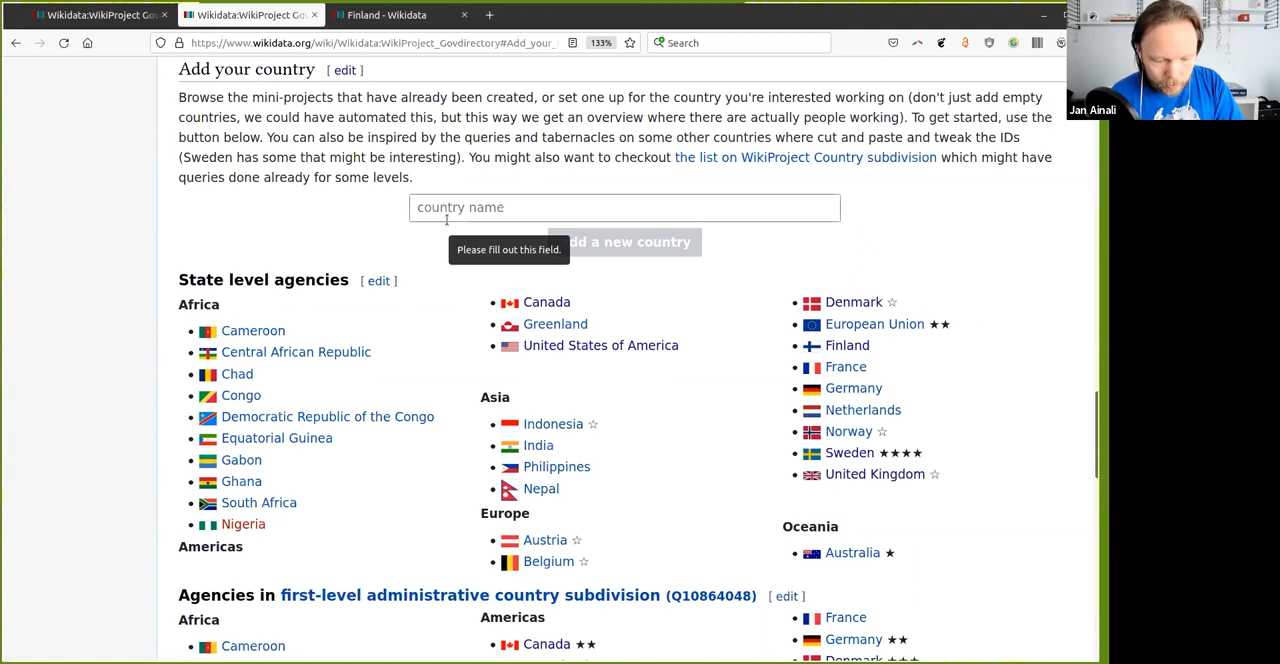 Wikidata:WikiProject Gov
Wikidata:WikiProject Gov
Finland - Wikidata
https://www.wikidata.org/wiki/Wikidata:WikiProject_Govdirectory#Add_your_
133%
Search
Jan Ainali
Add your country [ edit ]
Browse the mini-projects that have already been created, or set one up for the country you're interested working on (don't just add empty
countries, we could have automated this, but this way we get an overview where there are actually people working). To get started, use the
button below. You can also be inspired by the queries and tabernacles on some other countries where cut and paste and tweak the IDs
(Sweden has some that might be interesting). You might also want to checkout the list on WikiProject Country subdivision which might have
queries done already for some levels.
country name
dd a new country
Please fill out this field.
State level agencies [ edit ]
Africa
• Cameroon
• Central African Republic
• Chad
• Congo
• Democratic Republic of the Congo
• Equatorial Guinea
• Gabon
• Ghana
• South Africa
• Nigeria
Americas
• Canada
• Greenland
• United States of America
Asia
• Indonesia ☆
• India
• Philippines
• Nepal
Europe
• Austria ☆
• Belgium ☆
• Denmark ☆
• European Union ★★
• Finland
• France
• Germany
• Netherlands
• Norway ☆
• Sweden ★★★★
• United Kingdom ☆
Oceania
• Australia ★
Agencies in first-level administrative country subdivision (Q10864048) [ edit ]
Africa
• Cameroon
Americas
• Canada ★★
• France
• Germany ★★
• Denmark ★★★